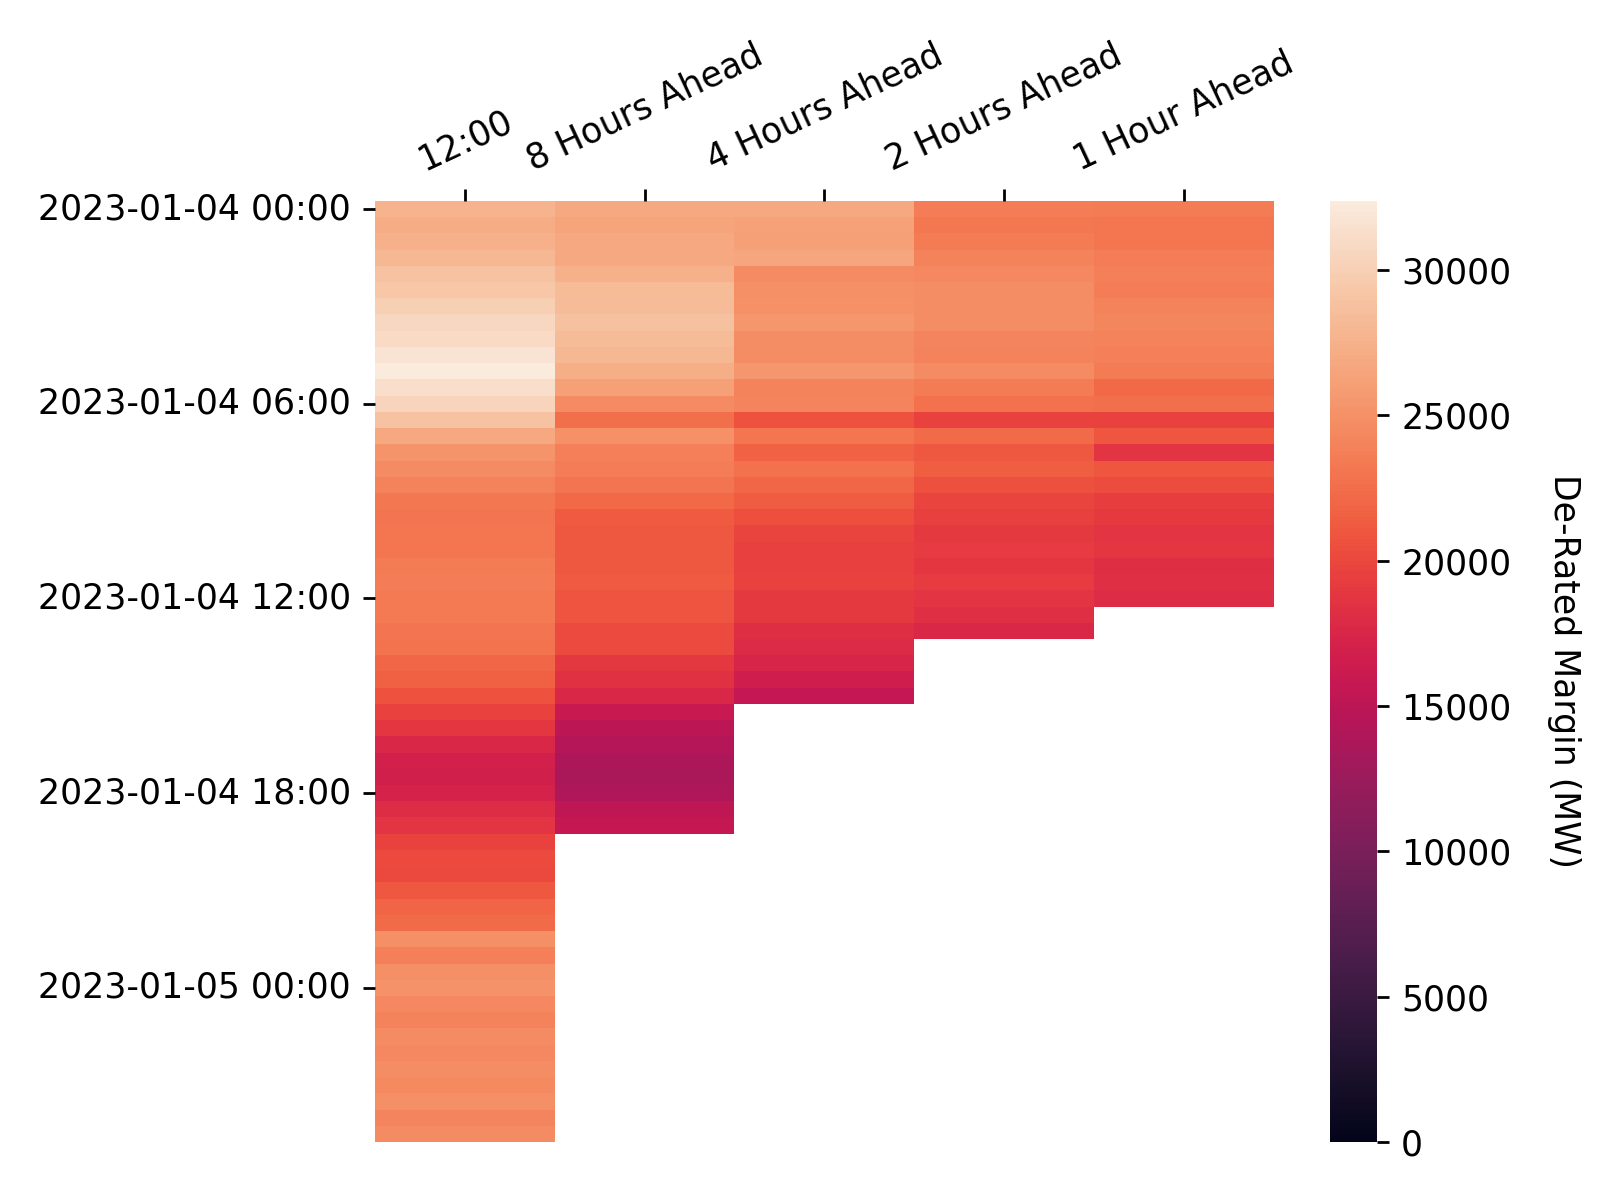 12:00
8 Hours Ahead
4 Hours Ahead
2 Hours Ahead
1 Hour Ahead
2023-01-04 00:00
2023-01-04 06:00
2023-01-04 12:00
2023-01-04 18:00
2023-01-05 00:00
30000
25000
20000
15000
10000
5000
0
De-Rated Margin (MW)